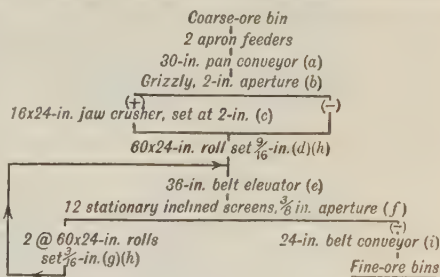 Coarse-ore bin
2 apron feeders
30-in. pan conveyor (a)
Grizzly, 2-in. aperture (b)
(+) (-)
16x24-in. jaw crusher, set at 2-in. (c)
60x24-in. roll set 9/16-in. (d)(h)
36-in. belt elevator (e)
12 stationary inclined screens, 3/8 in. aperture (f)
(-)
2 @ 60x24-in. rolls 24-in. belt conveyor (i)
set 3/16-in. (g)(h) Fine-ore bins